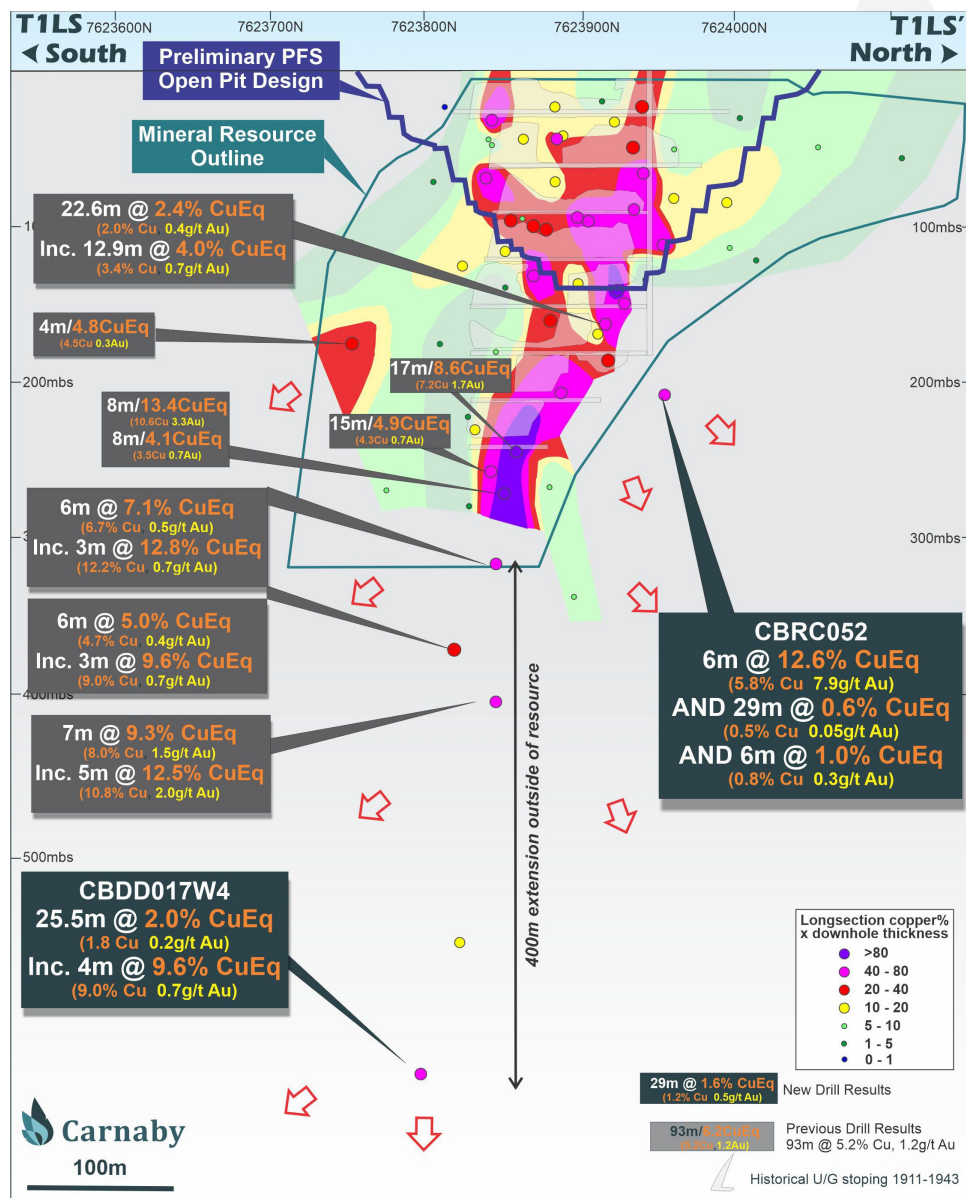 T1LS
7623600N
7623700N
7623800N
7623900N
7624000N
T1LS'
South
North
Preliminary PFS
Open Pit Design
Mineral Resource
Outline
100mbs
22.6m @ 2.4% CuEq
(2.0% Cu, 0.4g/t Au)
Inc. 12.9m @ 4.0% CuEq
(3.4% Cu, 0.7g/t Au)
4m/4.8CuEq
(4.5Cu 0.3Au)
200mbs
200mbs
17m/8.6CuEq
(7.2Cu 1.7Au)
8m/13.4CuEq
(10.6Cu 3.3Au)
8m/4.1CuEq
(3.5Cu 0.7Au)
15m/4.9CuEq
(4.3Cu 0.7Au)
6m @ 7.1% CuEq
(6.7% Cu, 0.5g/t Au)
Inc. 3m @ 12.8% CuEq
(12.2% Cu, 0.7g/t Au)
300mbs
6m @ 5.0% CuEq
(4.7% Cu, 0.4g/t Au)
Inc. 3m @ 9.6% CuEq
(9.0% Cu, 0.7g/t Au)
400mbs
CBRC052
6m @ 12.6% CuEq
(5.8% Cu 7.9g/t Au)
AND 29m @ 0.6% CuEq
(0.5% Cu 0.05g/t Au)
AND 6m @ 1.0% CuEq
(0.8% Cu 0.3g/t Au)
7m @ 9.3% CuEq
(8.0% Cu, 1.5g/t Au)
Inc. 5m @ 12.5% CuEq
(10.8% Cu, 2.0g/t Au)
400m extension outside of resource
500mbs
CBDD017W4
25.5m @ 2.0% CuEq
(1.8 Cu 0.2g/t Au)
Inc. 4m @ 9.6% CuEq
(9.0% Cu 0.7g/t Au)
Longsection copper%
x downhole thickness
>80
40 - 80
20 - 40
10 - 20
5 - 10
1 - 5
0 - 1
29m @ 1.6% CuEq
(1.2% Cu 0.5g/t Au)
New Drill Results
93m/6.2CuEq
(5.2Cu, 1.2Au)
Previous Drill Results
93m @ 5.2% Cu, 1.2g/t Au
Historical U/G stoping 1911-1943
Carnaby
100m